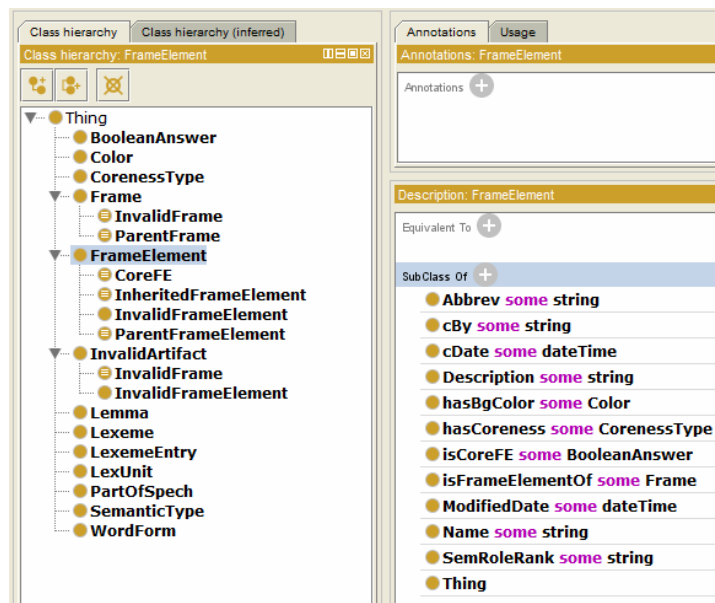 Class hierarchy
Class hierarchy (inferred)
Class hierarchy: FrameElement
Thing
BooleanAnswer
Color
CorenessType
Frame
InvalidFrame
ParentFrame
FrameElement
CoreFE
InheritedFrameElement
InvalidFrameElement
ParentFrameElement
InvalidArtifact
InvalidFrame
InvalidFrameElement
Lemma
Lexeme
LexemeEntry
LexUnit
PartOfSpech
SemanticType
WordForm
Annotations
Usage
Annotations: FrameElement
Annotations
Description: FrameElement
Equivalent To
SubClass Of
Abbrev some string
cBy some string
cDate some dateTime
Description some string
hasBgColor some Color
hasCoreness some CorenessType
isCoreFE some BooleanAnswer
isFrameElementOf some Frame
ModifiedDate some dateTime
Name some string
SemRoleRank some string
Thing